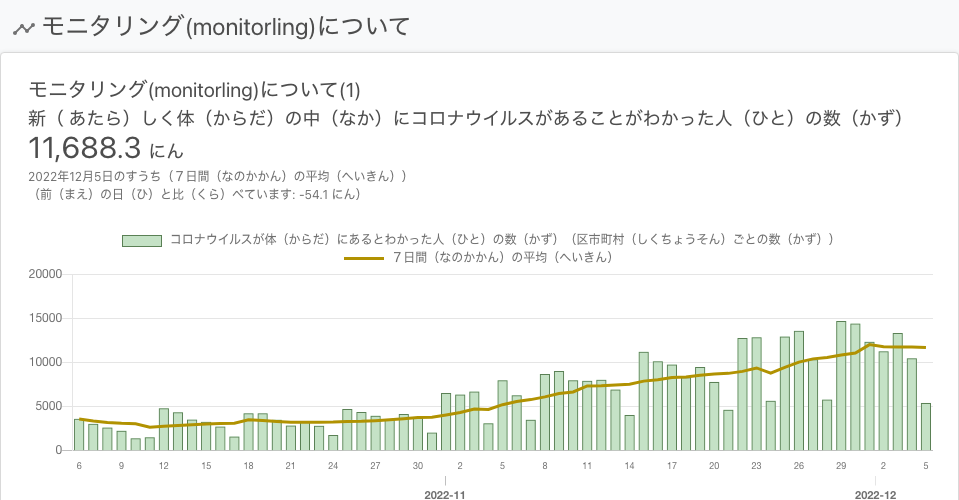 モニタリング(monitorling)について
モニタリング(monitorling)について(1)
新（ あたら）しく体（からだ）の中（なか）にコロナウイルスがあることがわかった人（ひと）の数（かず）
11,688.3 にん
2022年12月5日のすうち（７日間（なのかかん）の平均（へいきん））
（前（まえ）の日（ひ）と比（くら）べています: -54.1 にん）
コロナウイルスが体（からだ）にあるとわかった人（ひと）の数（かず）（区市町村（しくちょうそん）ごとの数（かず））
７日間（なのかかん）の平均（へいきん）
20000
15000
10000
5000
0
6 9 12 15 18 21 24 27 30 2 5 8 11 14 17 20 23 26 29 2 5
2022-11 2022-12